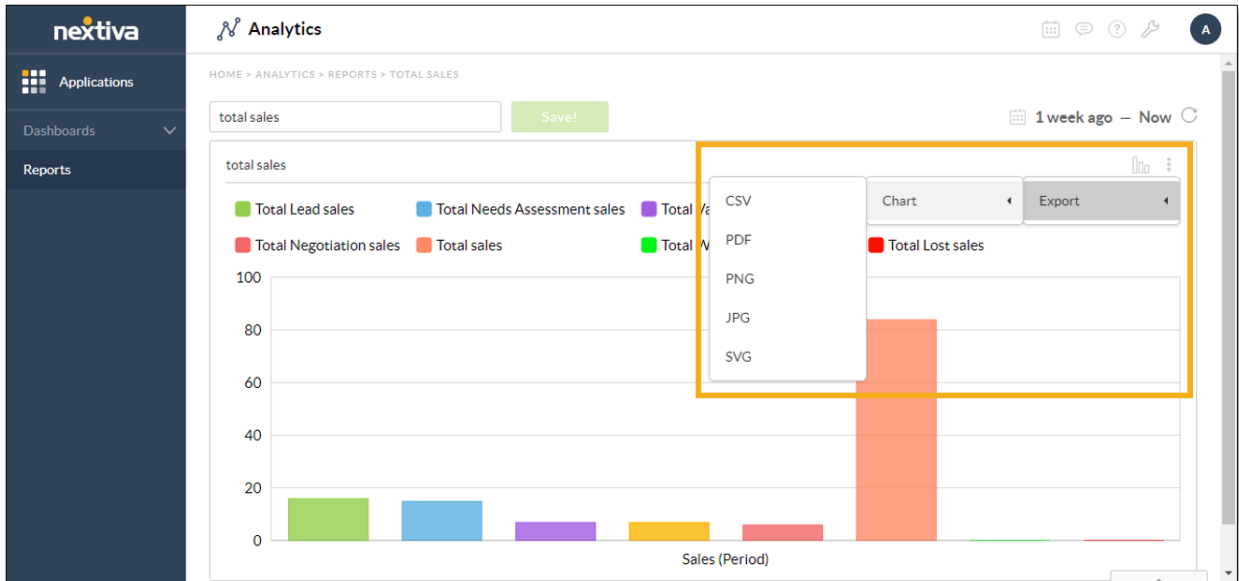 nextiva
Analytics
A
Applications
HOME > ANALYTICS > REPORTS > TOTAL SALES
Dashboards
total sales
Save!
1 week ago – Now
Reports
total sales
CSV
Chart
Export
Total Lead sales
Total Needs Assessment sales
Total
PDF
Total Negotiation sales
Total sales
Total
Total Lost sales
PNG
JPG
SVG
100
80
60
40
20
0
Sales (Period)